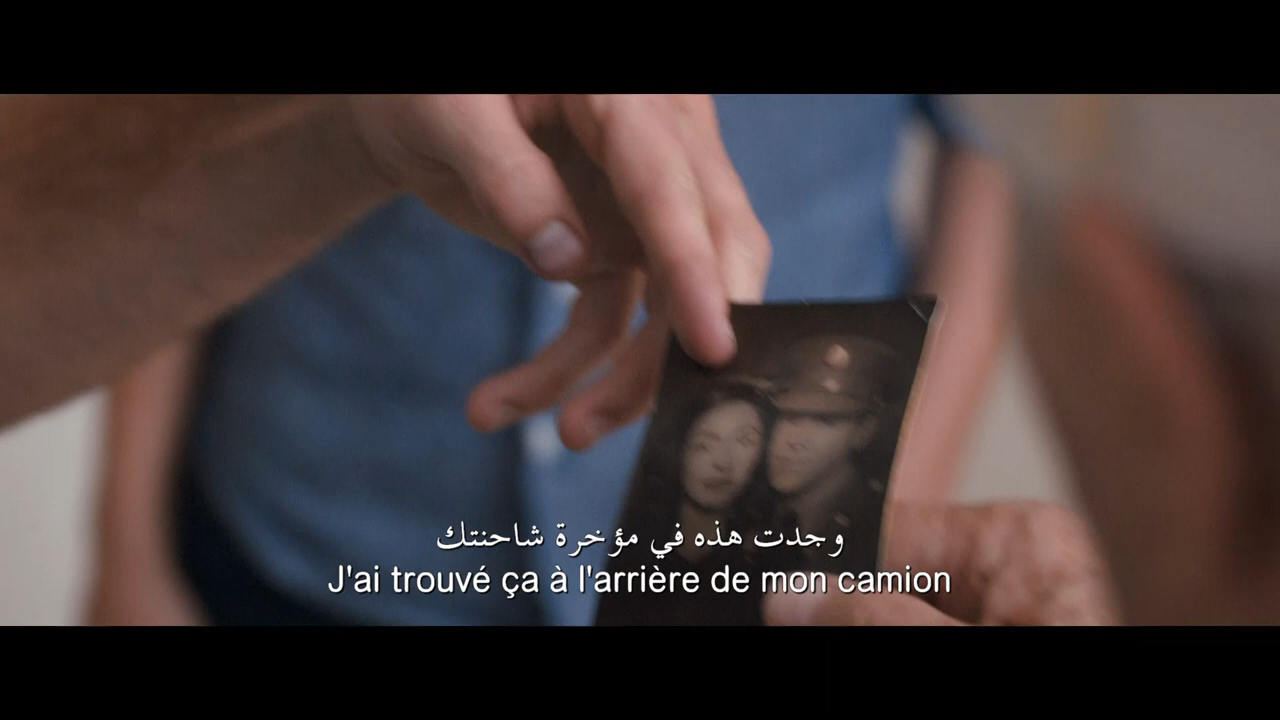 وجدت هذه في مؤخرة شاحنتك
J'ai trouvé ça à l'arrière de mon camion